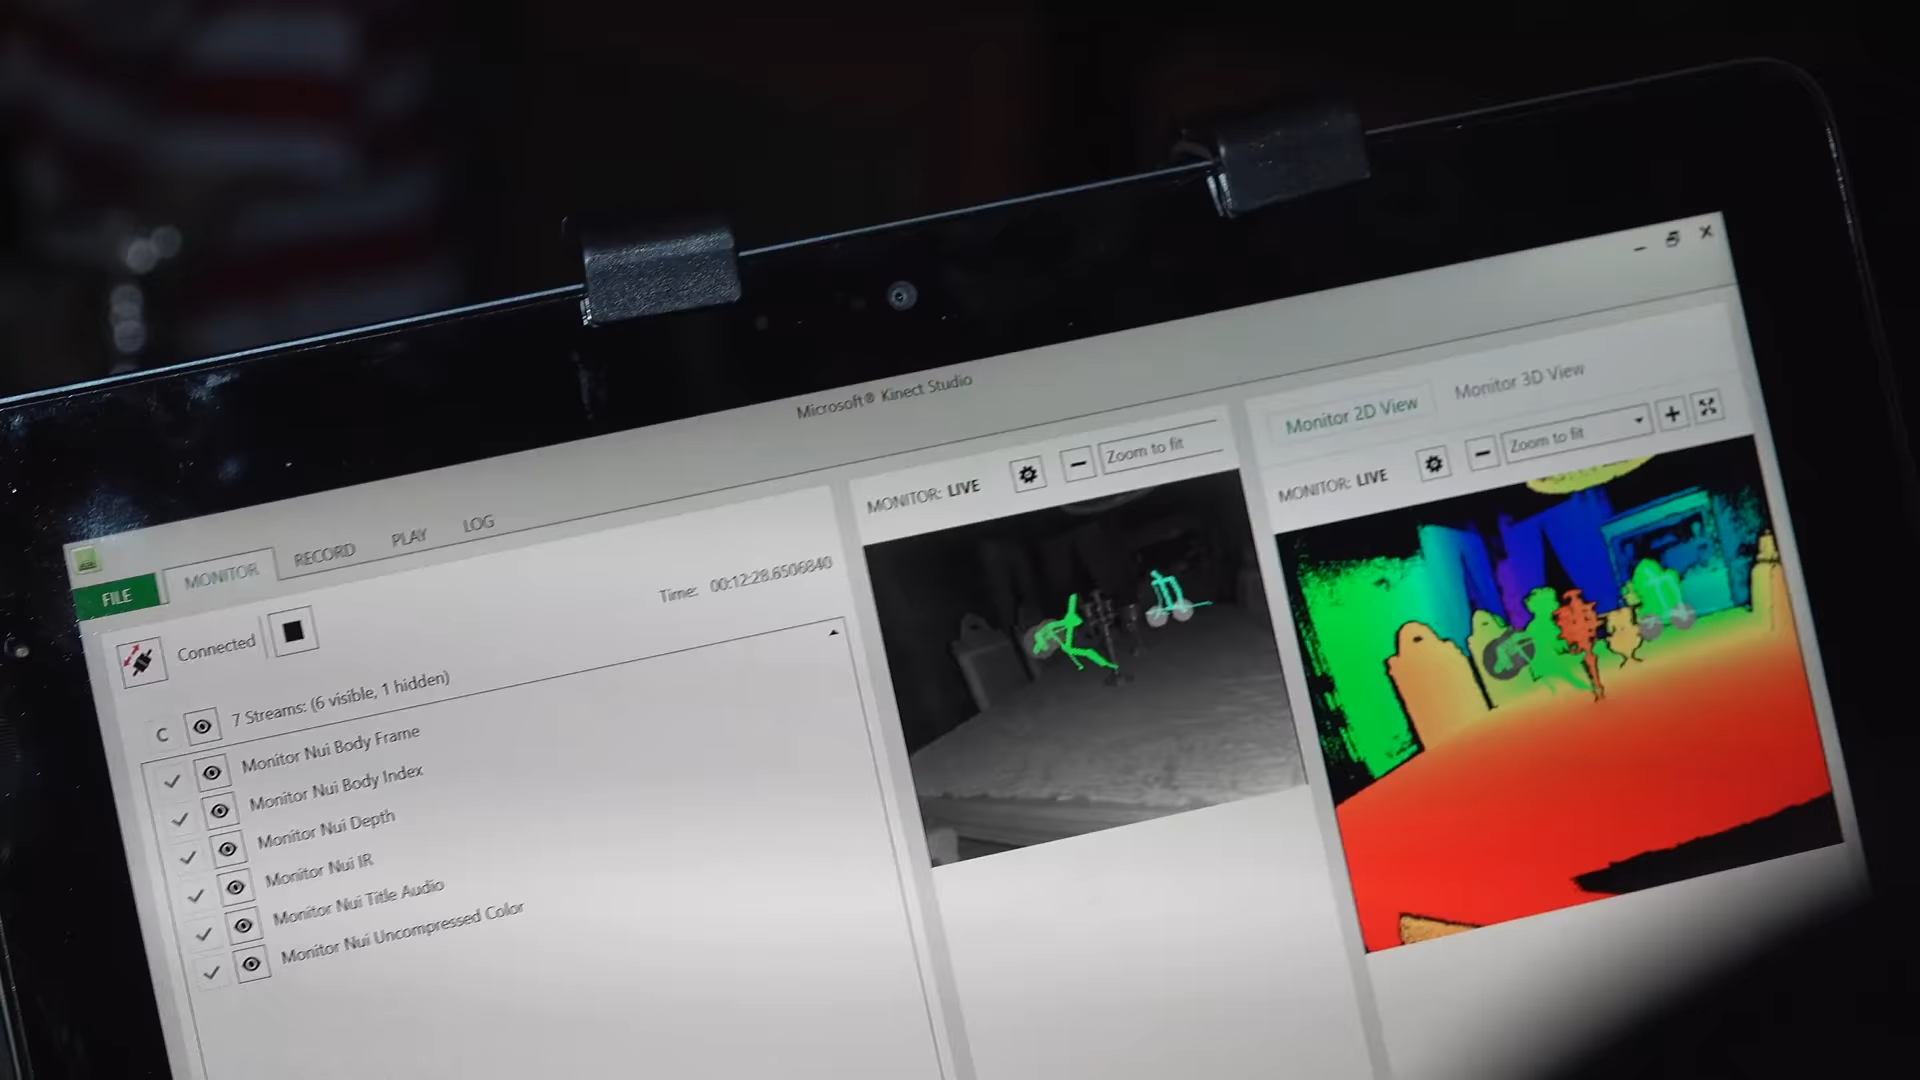 Microsoft® Kinect Studio
FILE
MONITOR
RECORD
PLAY
LOG
Connected
Time: 00:12:28.6506840
C
7 Streams: (6 visible, 1 hidden)
Monitor Nui Body Frame
Monitor Nui Body Index
Monitor Nui Depth
Monitor Nui IR
Monitor Nui Title Audio
Monitor Nui Uncompressed Color
MONITOR: LIVE
Zoom to fit
Monitor 2D View
Monitor 3D View
MONITOR: LIVE
Zoom to fit